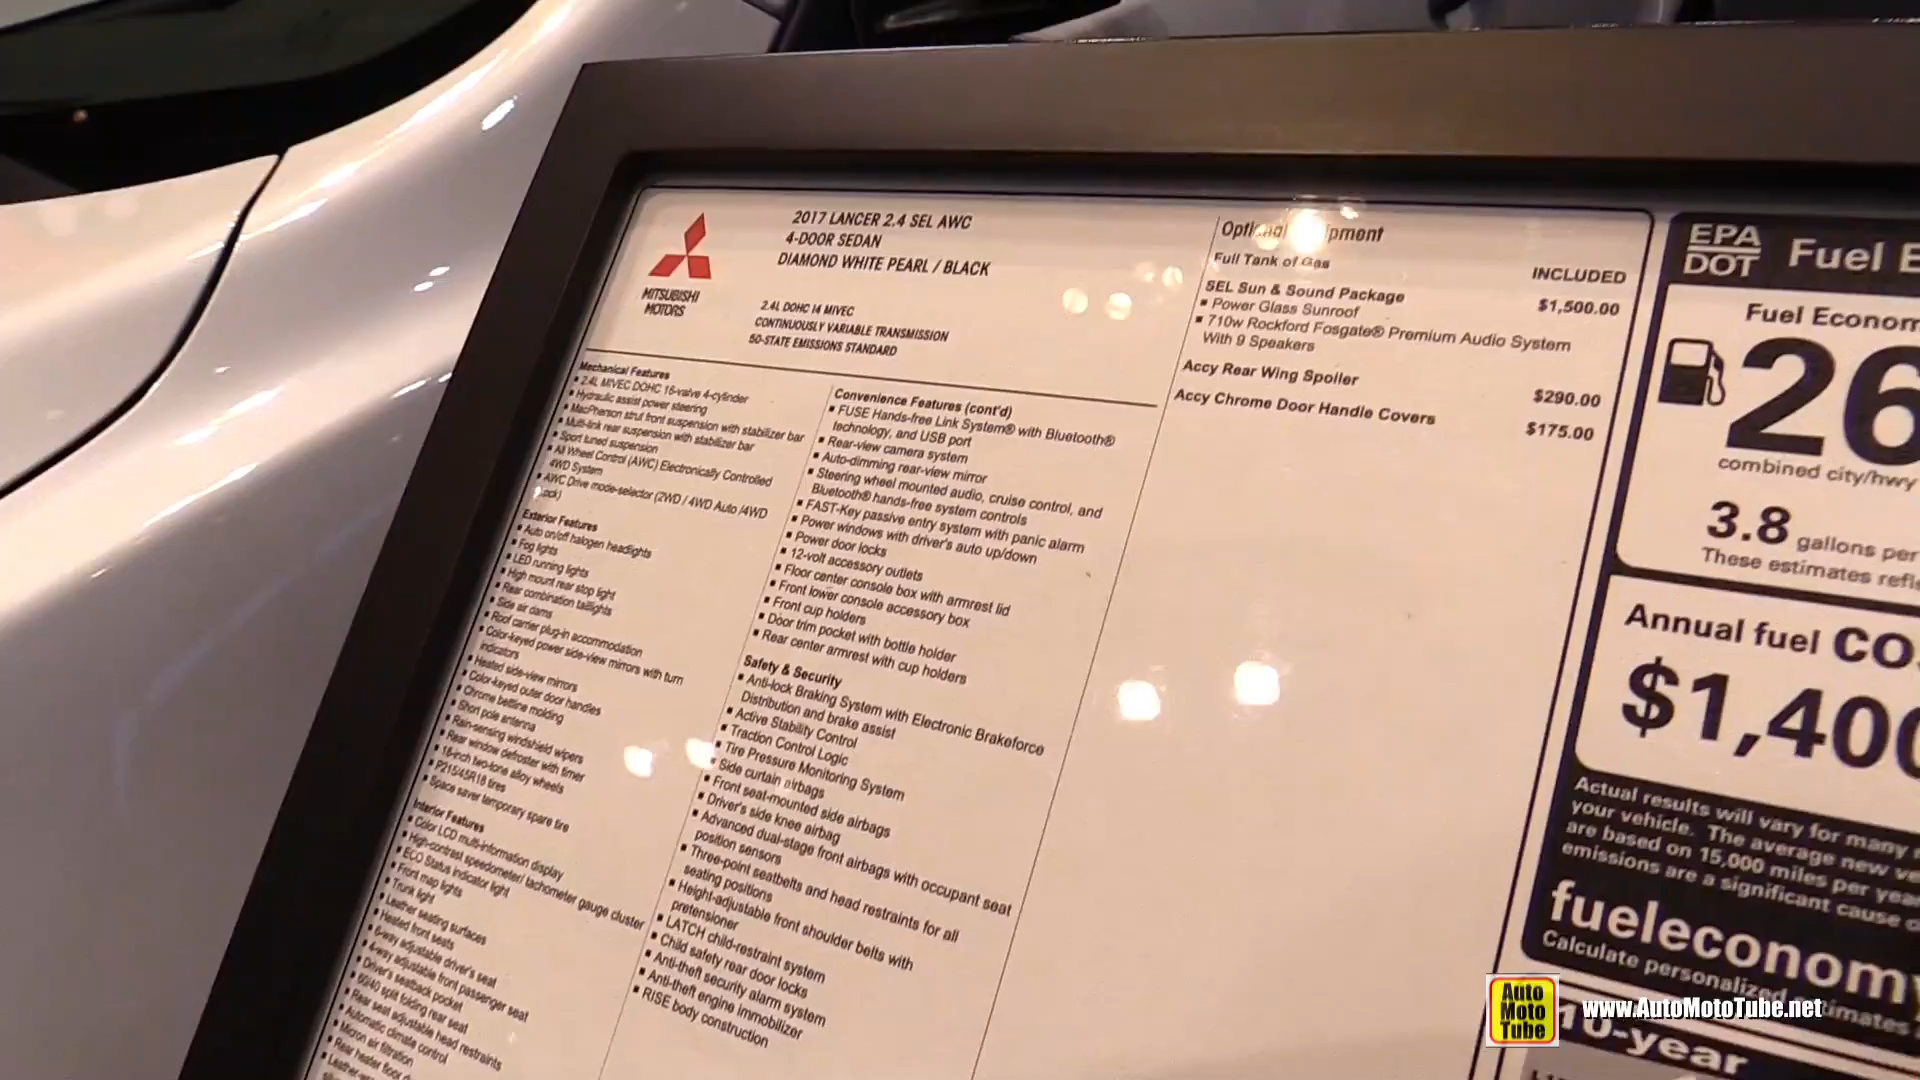 MITSUBISHI
MOTORS
2017 LANCER 2.4 SEL AWC
4-DOOR SEDAN
DIAMOND WHITE PEARL / BLACK
2.4L DOHC I4 MIVEC
CONTINUOUSLY VARIABLE TRANSMISSION
50-STATE EMISSIONS STANDARD
Mechanical Features
▪ 2.4L MIVEC DOHC 16-valve 4-cylinder
▪ Hydraulic assist power steering
▪ MacPherson strut front suspension with stabilizer bar
▪ Multi-link rear suspension with stabilizer bar
▪ Sport tuned suspension
▪ All Wheel Control (AWC) Electronically Controlled
4WD System
▪ AWC Drive mode-selector (2WD / 4WD Auto /4WD
Exterior Features
▪ Auto on/off halogen headlights
▪ Fog lights
▪ LED running lights
▪ High mount rear stop light
▪ Rear combination taillights
▪ Side air dams
▪ Roof carrier plug-in accommodation
▪ Color-keyed power side-view mirrors with turn
indicators
▪ Heated side-view mirrors
▪ Color-keyed outer door handles
▪ Chrome beltline molding
▪ Short pole antenna
▪ Rain-sensing windshield wipers
▪ Rear window defroster with timer
▪ 18-inch two-tone alloy wheels
▪ P215/45R18 tires
▪ Space saver temporary spare tire
Interior Features
▪ Color LCD multi-information display
▪ High-contrast speedometer/ tachometer gauge cluster
▪ ECO Status indicator light
▪ Front map lights
▪ Trunk light
▪ Leather seating surfaces
▪ Heated front seats
▪ 6-way adjustable driver's seat
▪ 4-way adjustable front passenger seat
▪ Driver's seatback pocket
▪ 60/40 split folding rear seat
▪ Rear seat adjustable head restraints
▪ Automatic climate control
▪ Micron air filtration
▪ Rear heater floor
Convenience Features (cont'd)
▪ FUSE Hands-free Link System® with Bluetooth®
technology, and USB port
▪ Rear-view camera system
▪ Auto-dimming rear-view mirror
▪ Steering wheel mounted audio, cruise control, and
Bluetooth® hands-free system controls
▪ FAST-Key passive entry system with panic alarm
▪ Power windows with driver's auto up/down
▪ Power door locks
▪ 12-volt accessory outlets
▪ Floor center console box with armrest lid
▪ Front lower console accessory box
▪ Front cup holders
▪ Door trim pocket with bottle holder
▪ Rear center armrest with cup holders
Safety & Security
▪ Anti-lock Braking System with Electronic Brakeforce
Distribution and brake assist
▪ Active Stability Control
▪ Traction Control Logic
▪ Tire Pressure Monitoring System
▪ Side curtain airbags
▪ Front seat-mounted side airbags
▪ Driver's side knee airbag
▪ Advanced dual-stage front airbags with occupant seat
position sensors
▪ Three-point seatbelts and head restraints for all
seating positions
▪ Height-adjustable front shoulder belts with
pretensioner
▪ LATCH child-restraint system
▪ Child safety rear door locks
▪ Anti-theft security alarm system
▪ Anti-theft engine immobilizer
▪ RISE body construction
Full Tank of Gas INCLUDED
SEL Sun & Sound Package $1,500.00
▪ Power Glass Sunroof
▪ 710w Rockford Fosgate® Premium Audio System
With 9 Speakers
Accy Rear Wing Spoiler $290.00
Accy Chrome Door Handle Covers $175.00
EPA
DOT Fuel
Fuel
26
combined city/hwy
3.8 gallons per
These estimates
Annual fuel
Actual results will vary for many
your vehicle. The average new
are based on 15,000 miles per
emissions are a significant cause
Calculate personalized
10-year
Auto
Moto
Tube
www.AutoMotoTube.net